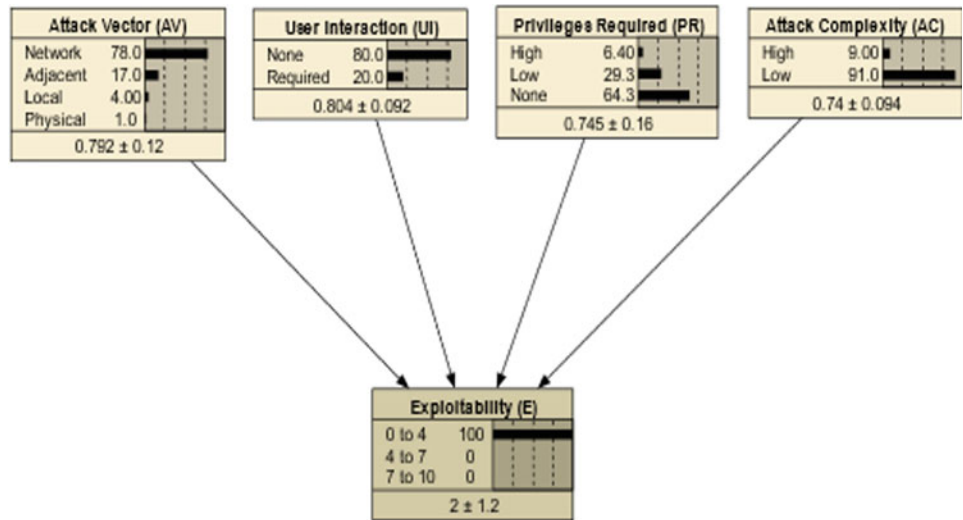 Attack Vector (AV)
Network 78.0
Adjacent 17.0
Local 4.00
Physical 1.0
0.792 ± 0.12
User Interaction (UI)
None 80.0
Required 20.0
0.804 ± 0.092
Privileges Required (PR)
High 6.40
Low 29.3
None 64.3
0.745 ± 0.16
Attack Complexity (AC)
High 9.00
Low 91.0
0.74 ± 0.094
Exploitability (E)
0 to 4 100
4 to 7 0
7 to 10 0
2 ± 1.2